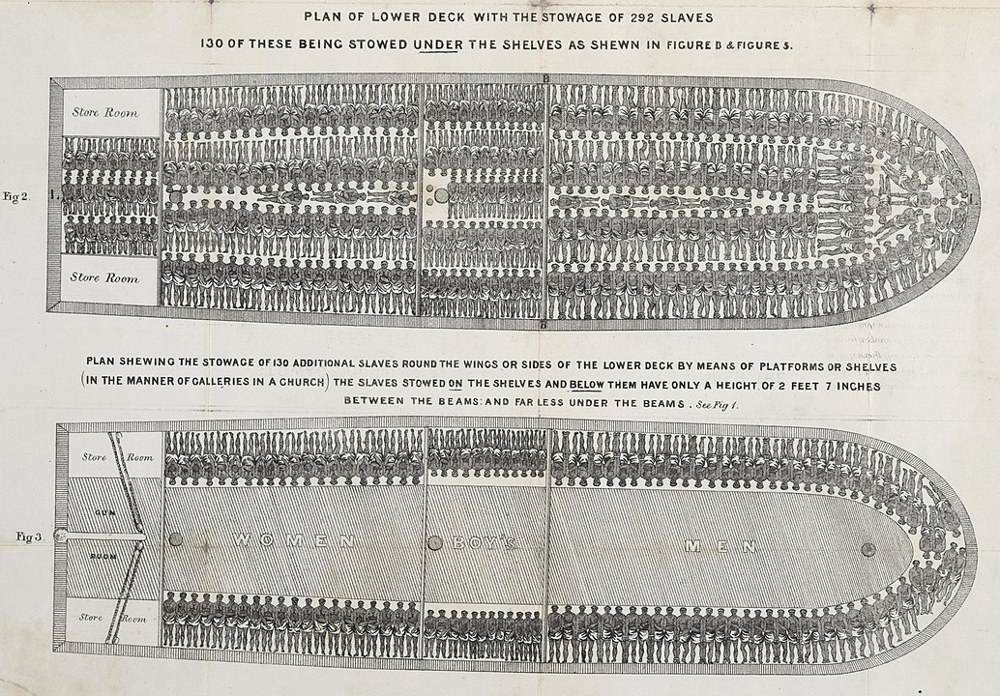 PLAN OF LOWER DECK WITH THE STOWAGE OF 292 SLAVES
130 OF THESE BEING STOWED UNDER THE SHELVES AS SHEWN IN FIGURE B & FIGURE 5.
B
Store Room
Fig 2.
Store Room
B
PLAN SHEWING THE STOWAGE OF 130 ADDITIONAL SLAVES ROUND THE WINGS OR SIDES OF THE LOWER DECK BY MEANS OF PLATFORMS OR SHELVES
(IN THE MANNER OF GALLERIES IN A CHURCH) THE SLAVES STOWED ON THE SHELVES AND BELOW THEM HAVE ONLY A HEIGHT OF 2 FEET 7 INCHES
BETWEEN THE BEAMS: AND FAR LESS UNDER THE BEAMS. See Fig 1.
Store Room
GUN
Fig 3.
WOMEN
BOY'S
MEN
ROOM
Store Room